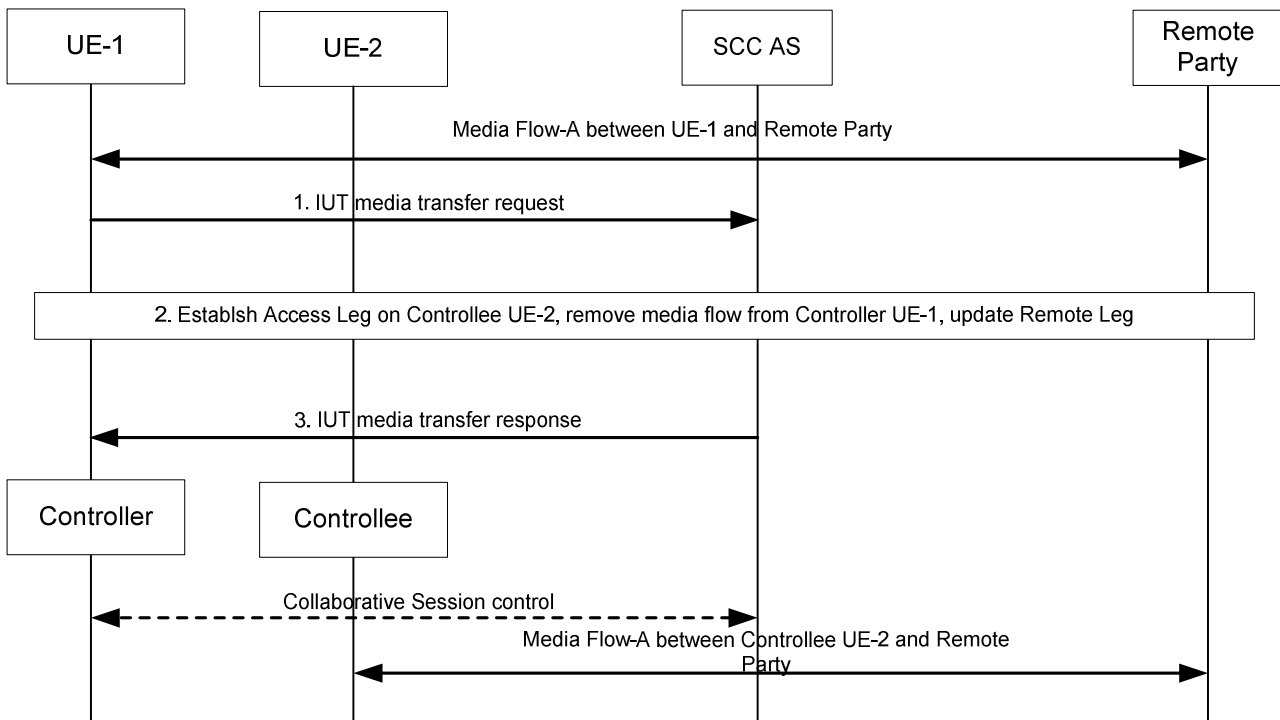 UE-1
UE-2
SCC AS
Remote
Party
Media Flow-A between UE-1 and Remote Party
1. IUT media transfer request
2. Establsh Access Leg on Controllee UE-2, remove media flow from Controller UE-1, update Remote Leg
3. IUT media transfer response
Controller
Controllee
Collaborative Session control
Media Flow-A between Controllee UE-2 and Remote
Party